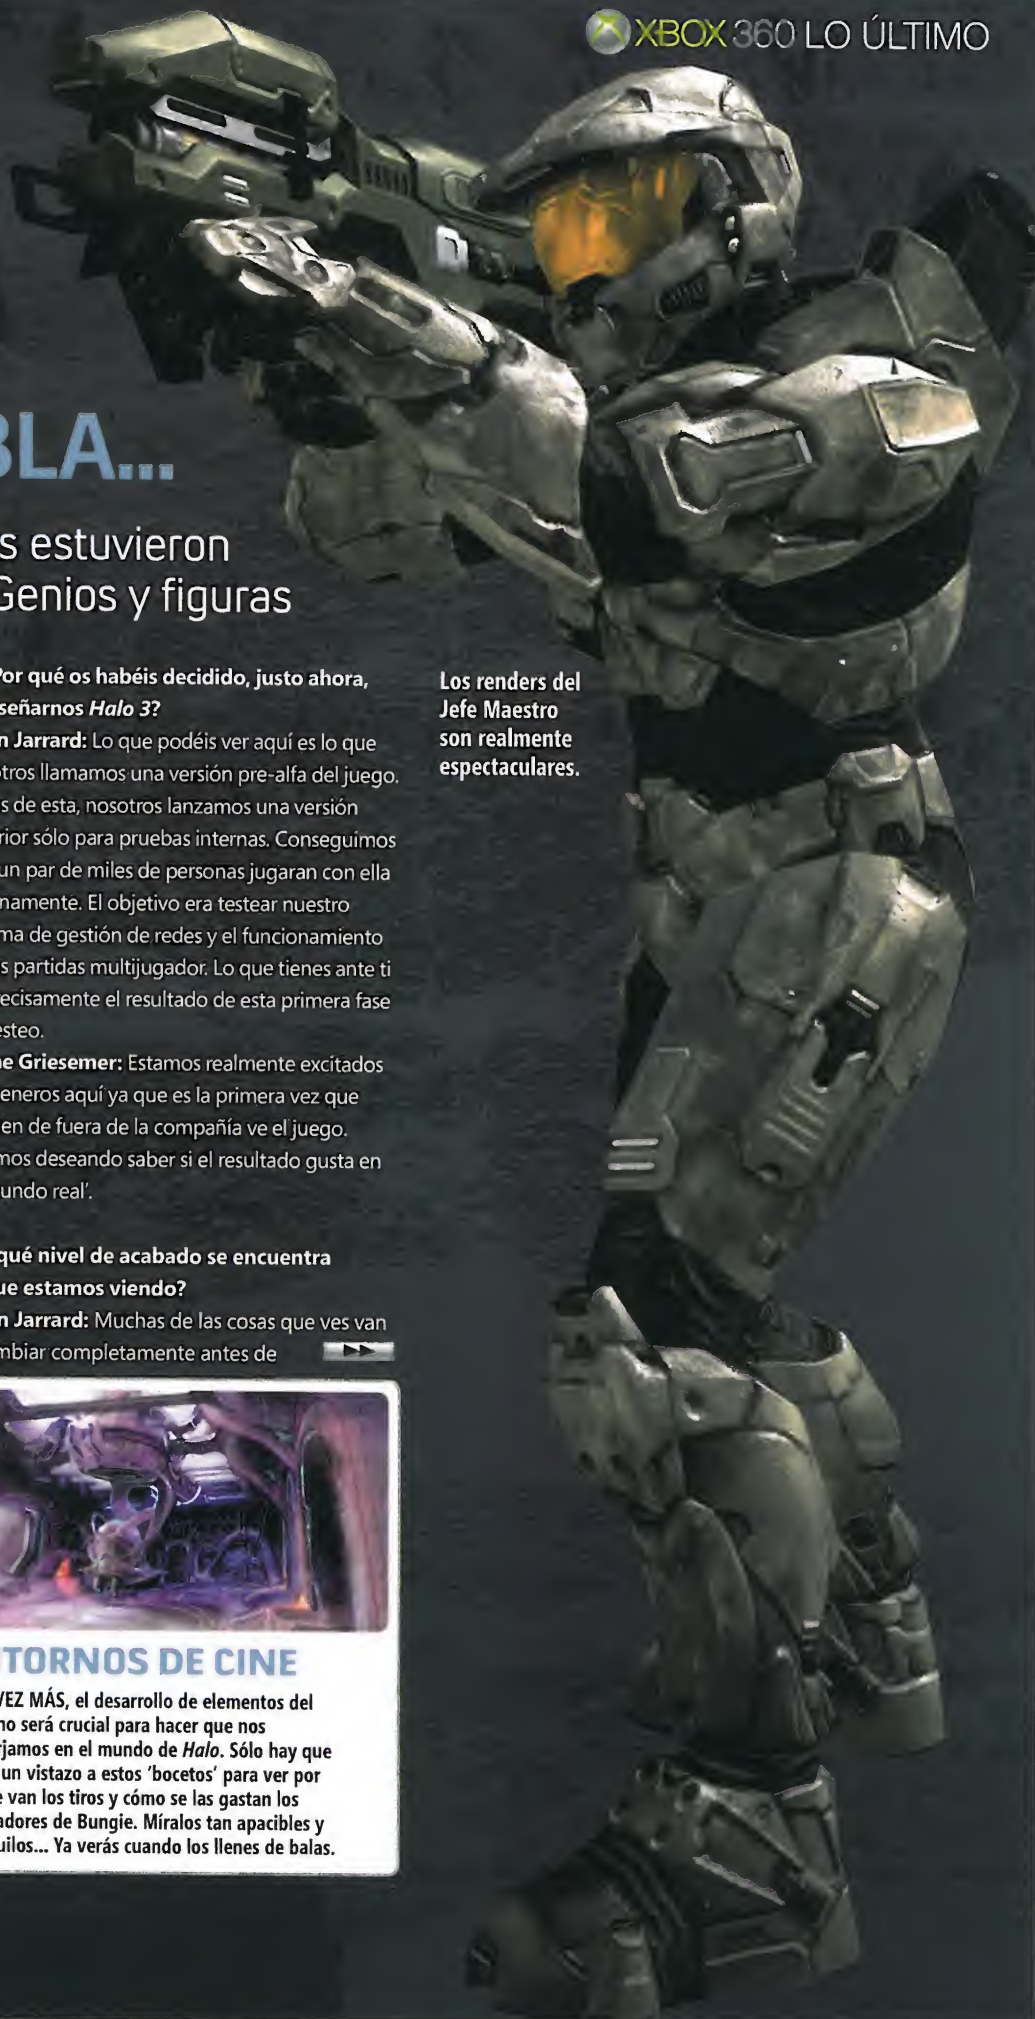 XBOX 360 LO ÚLTIMO
BLA...
s estuvieron
Genios y figuras
Por qué os habéis decidido, justo ahora,
señarnos Halo 3?
n Jarrard: Lo que podéis ver aquí es lo que
otros llamamos una versión pre-alfa del juego.
s de esta, nosotros lanzamos una versión
rior sólo para pruebas internas. Conseguimos
un par de miles de personas jugaran con ella
rnamente. El objetivo era testear nuestro
ma de gestión de redes y el funcionamiento
s partidas multijugador. Lo que tienes ante ti
ecisamente el resultado de esta primera fase
esteo.
ne Griesemer: Estamos realmente excitados
eneros aquí ya que es la primera vez que
en de fuera de la compañía ve el juego.
mos deseando saber si el resultado gusta en
undo real'.
qué nivel de acabado se encuentra
ue estamos viendo?
n Jarrard: Muchas de las cosas que ves van
mbiar completamente antes de
Los renders del
Jefe Maestro
son realmente
espectaculares.
TORNOS DE CINE
VEZ MÁS, el desarrollo de elementos del
no será crucial para hacer que nos
rjamos en el mundo de Halo. Sólo hay que
un vistazo a estos 'bocetos' para ver por
e van los tiros y cómo se las gastan los
adores de Bungie. Míralos tan apacibles y
uilos... Ya verás cuando los llenes de balas.